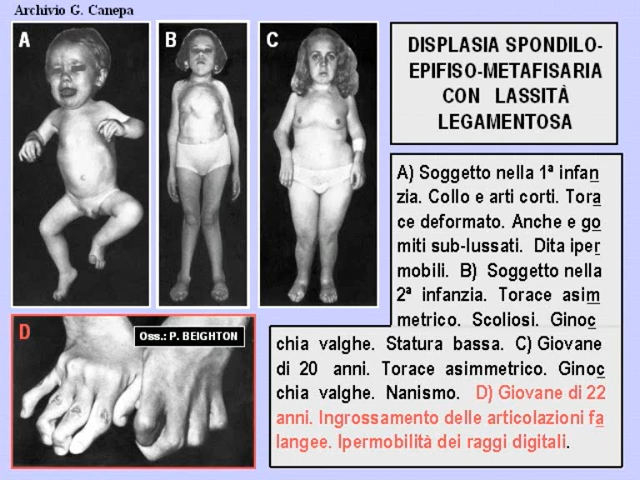 Archivio G. Canepa
A
B
C
DISPLASIA SPONDILO-
EPIFISO-METAFISARIA
CON LASSITÀ
LEGAMENTOSA
A) Soggetto nella 1ª infan
zia. Collo e arti corti. Tora
ce deformato. Anche e go
miti sub-lussati. Dita iper
mobili. B) Soggetto nella
2ª infanzia. Torace asim
metrico. Scoliosi. Ginoc
chia valghe. Statura bassa. C) Giovane
di 20 anni. Torace asimmetrico. Ginoc
chia valghe. Nanismo. D) Giovane di 22
anni. Ingrossamento delle articolazioni fa
langee. Ipermobilità dei raggi digitali.
D
Oss.: P. BEIGHTON